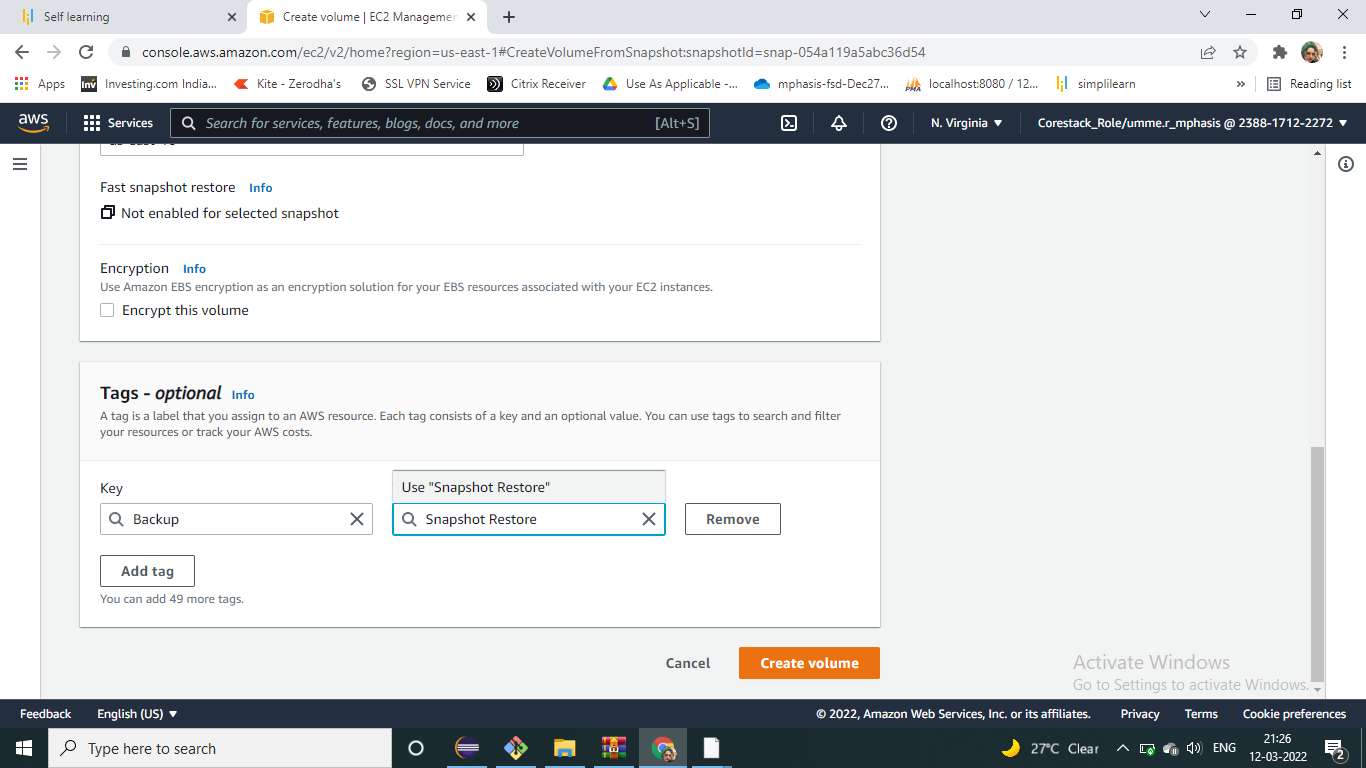 Self learning
Create volume | EC2 Managemen
console.aws.amazon.com/ec2/v2/home?region=us-east-1#CreateVolumeFromSnapshot:snapshotId=snap-054a119a5abc36d54
Apps
Inv
Investing.com India...
Kite - Zerodha's
SSL VPN Service
Citrix Receiver
Use As Applicable -...
mphasis-fsd-Dec27...
localhost:8080 / 12...
simplilearn
»
Reading list
aws
Services
Search for services, features, blogs, docs, and more
[Alt+S]
N. Virginia
Corestack_Role/umme.r_mphasis @ 2388-1712-2272
Fast snapshot restore Info
Not enabled for selected snapshot
Encryption Info
Use Amazon EBS encryption as an encryption solution for your EBS resources associated with your EC2 instances.
Encrypt this volume
Tags - optional Info
A tag is a label that you assign to an AWS resource. Each tag consists of a key and an optional value. You can use tags to search and filter
your resources or track your AWS costs.
Key
Use "Snapshot Restore"
Backup
Snapshot Restore
Remove
Add tag
You can add 49 more tags.
Cancel
Create volume
Activate Windows
Go to Settings to activate Windows.
Feedback
English (US)
© 2022, Amazon Web Services, Inc. or its affiliates.
Privacy
Terms
Cookie preferences
Type here to search
27°C Clear
ENG
21:26
12-03-2022
2